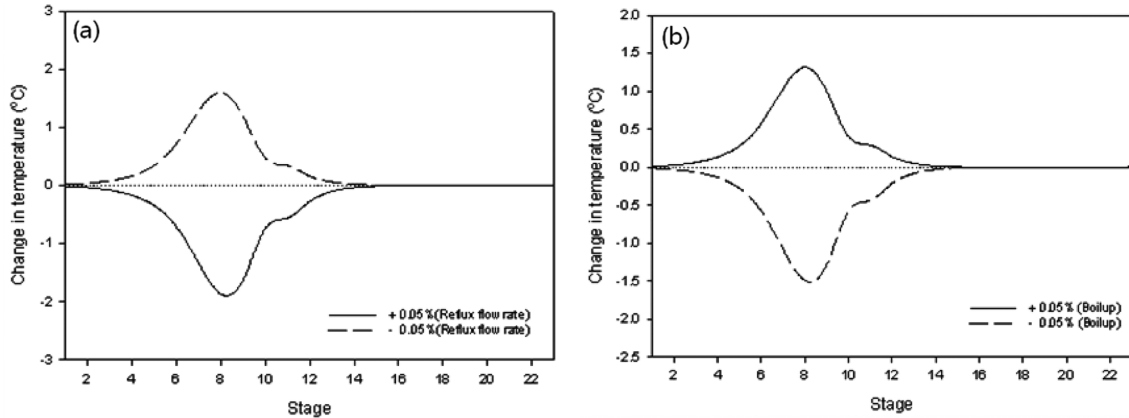 (a)
Change in temperature (°C)
3
2
1
0
-1
-2
-3
+ 0.05%(Reflux flow rate)
- 0.05%(Reflux flow rate)
2 4 6 8 10 12 14 16 18 20 22
Stage
(b)
Change in temperature (°C)
2.0
1.5
1.0
0.5
0.0
-0.5
-1.0
-1.5
-2.0
-2.5
+ 0.05% (Boilup)
- 0.05% (Boilup)
2 4 6 8 10 12 14 16 18 20 22
Stage